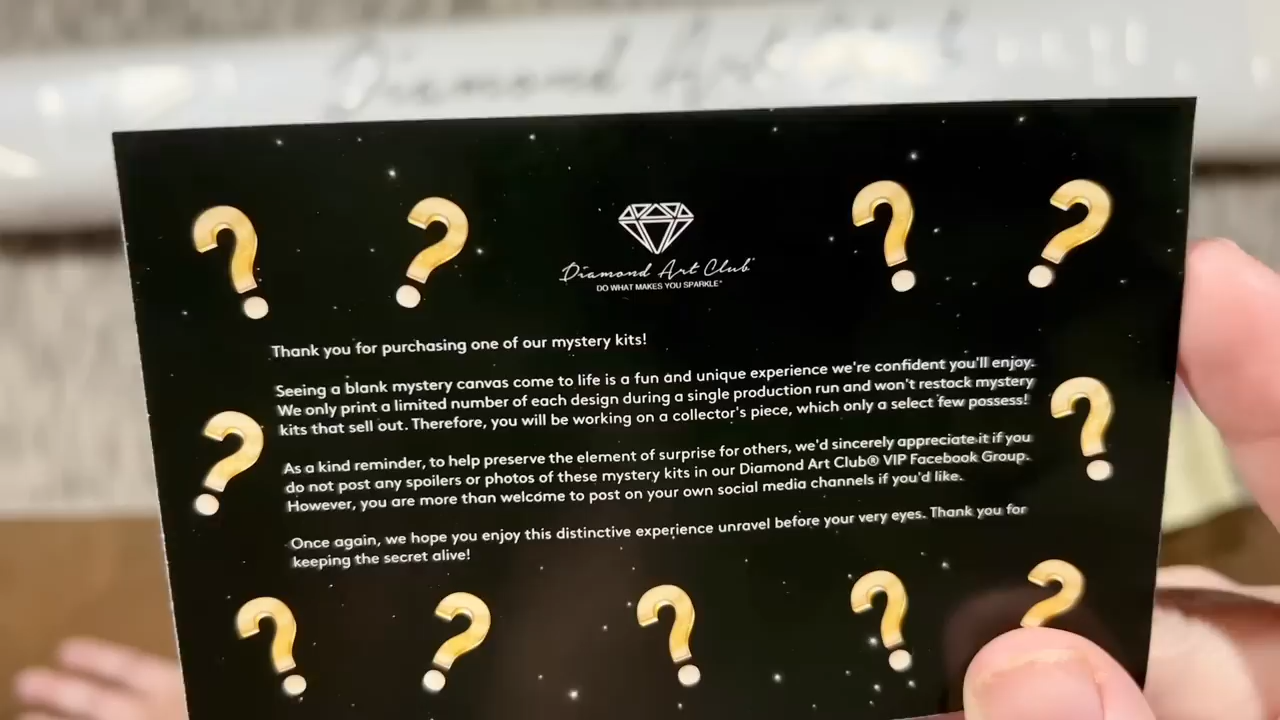 Diamond Art
Diamond Art Club
DO WHAT MAKES YOU SPARKLE
Thank you for purchasing one of our mystery kits!
Seeing a blank mystery canvas come to life is a fun and unique experience we're confident you'll enjoy.
We only print a limited number of each design during a single production run and won't restock mystery
kits that sell out. Therefore, you will be working on a collector's piece, which only a select few possess!
As a kind reminder, to help preserve the element of surprise for others, we'd sincerely appreciate it if you
do not post any spoilers or photos of these mystery kits in our Diamond Art Club® VIP Facebook Group.
However, you are more than welcome to post on your own social media channels if you'd like.
Once again, we hope you enjoy this distinctive experience unravel before your very eyes. Thank you for
keeping the secret alive!